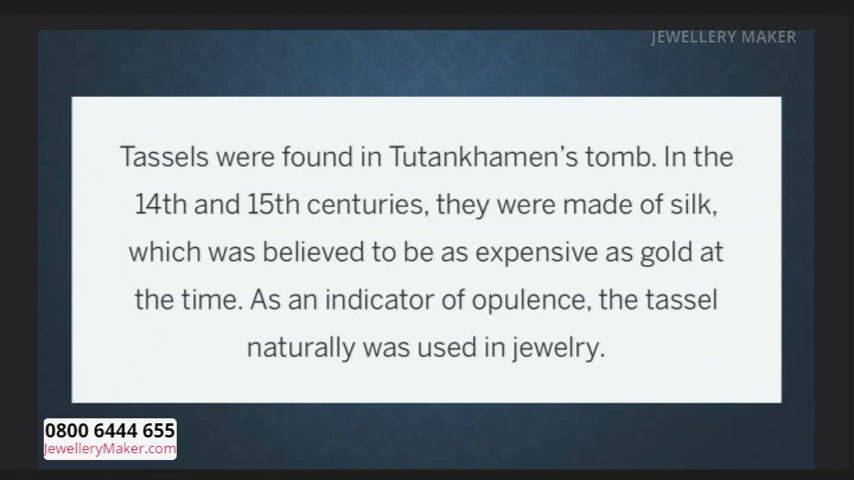 JEWELLERY MAKER
Tassels were found in Tutankhamen's tomb. In the
14th and 15th centuries, they were made of silk,
which was believed to be as expensive as gold at
the time. As an indicator of opulence, the tassel
naturally was used in jewelry.
0800 6444 655
JewelleryMaker.com